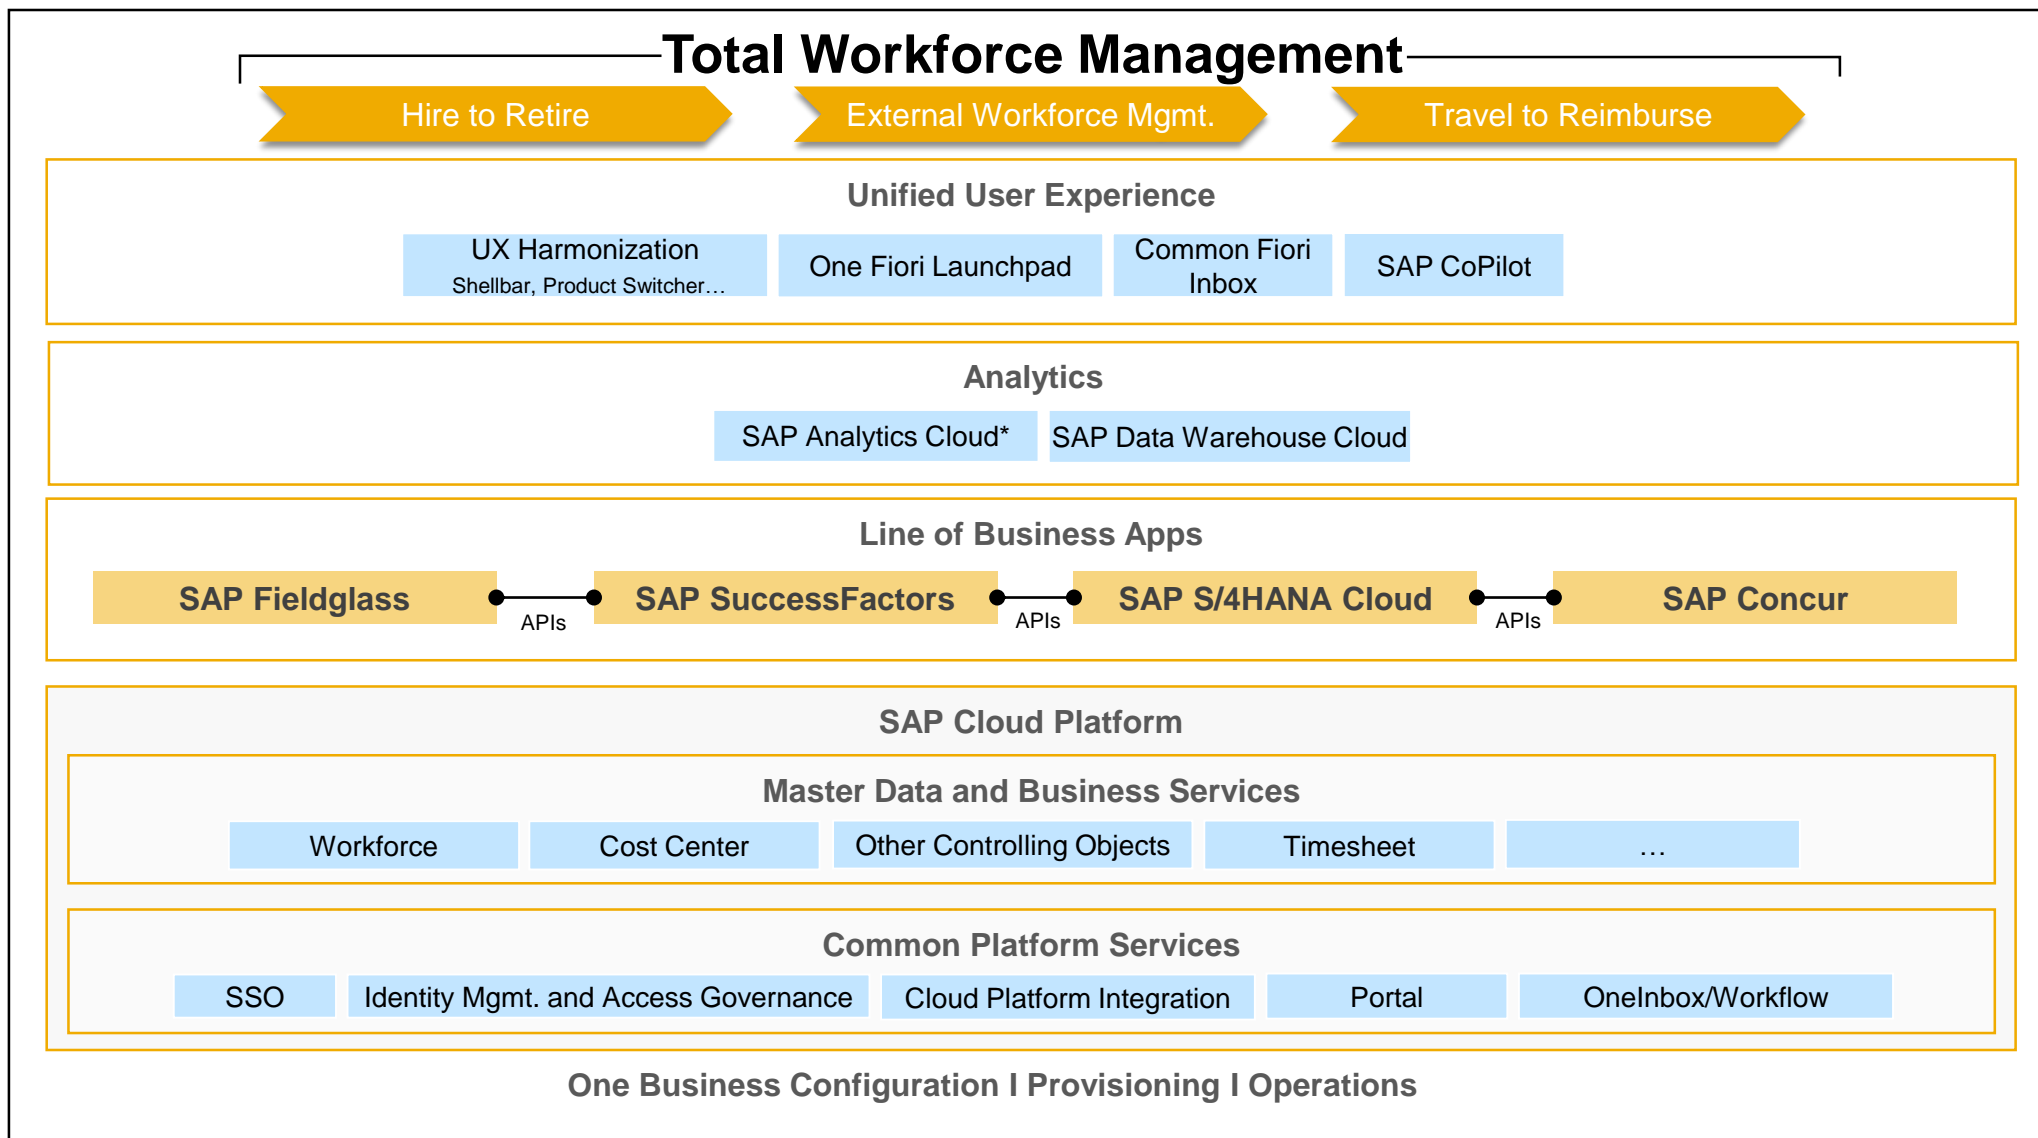 Total Workforce Management
Hire to Retire
External Workforce Mgmt.
Travel to Reimburse
Unified User Experience
UX Harmonization
Shellbar, Product Switcher…
One Fiori Launchpad
Common Fiori
Inbox
SAP CoPilot
Analytics
SAP Analytics Cloud*
SAP Data Warehouse Cloud
Line of Business Apps
SAP Fieldglass
APIs
SAP SuccessFactors
APIs
SAP S/4HANA Cloud
APIs
SAP Concur
SAP Cloud Platform
Master Data and Business Services
Workforce
Cost Center
Other Controlling Objects
Timesheet
…
Common Platform Services
SSO
Identity Mgmt. and Access Governance
Cloud Platform Integration
Portal
OneInbox/Workflow
One Business Configuration I Provisioning I Operations